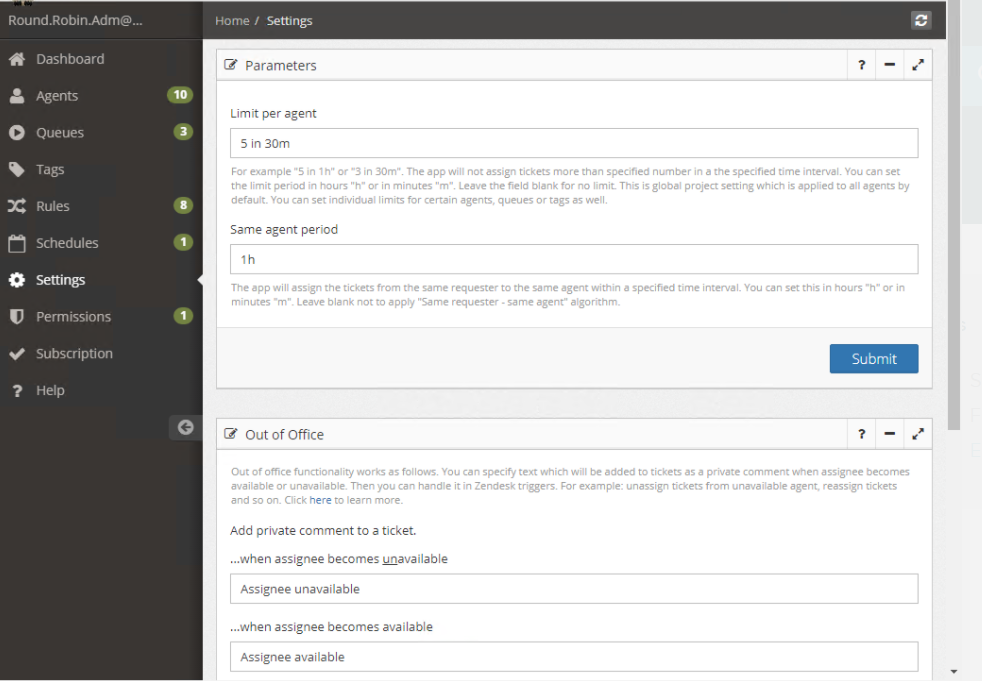 Round.Robin.Adm@...
Home / Settings
Dashboard
Agents 10
Queues 3
Tags
Rules 8
Schedules 1
Settings
Permissions 1
Subscription
? Help
Parameters ?
Limit per agent
5 in 30m
For example "5 in 1h" or "3 in 30m". The app will not assign tickets more than specified number in a the specified time interval. You can set
the limit period in hours "h" or in minutes "m". Leave the field blank for no limit. This is global project setting which is applied to all agents by
default. You can set individual limits for certain agents, queues or tags as well.
Same agent period
1h
The app will assign the tickets from the same requester to the same agent within a specified time interval. You can set this in hours "h" or in
minutes "m". Leave blank not to apply "Same requester - same agent" algorithm.
Submit
Out of Office ?
Out of office functionality works as follows. You can specify text which will be added to tickets as a private comment when assignee becomes
available or unavailable. Then you can handle it in Zendesk triggers. For example: unassign tickets from unavailable agent, reassign tickets
and so on. Click here to learn more.
Add private comment to a ticket.
...when assignee becomes unavailable
Assignee unavailable
...when assignee becomes available
Assignee available